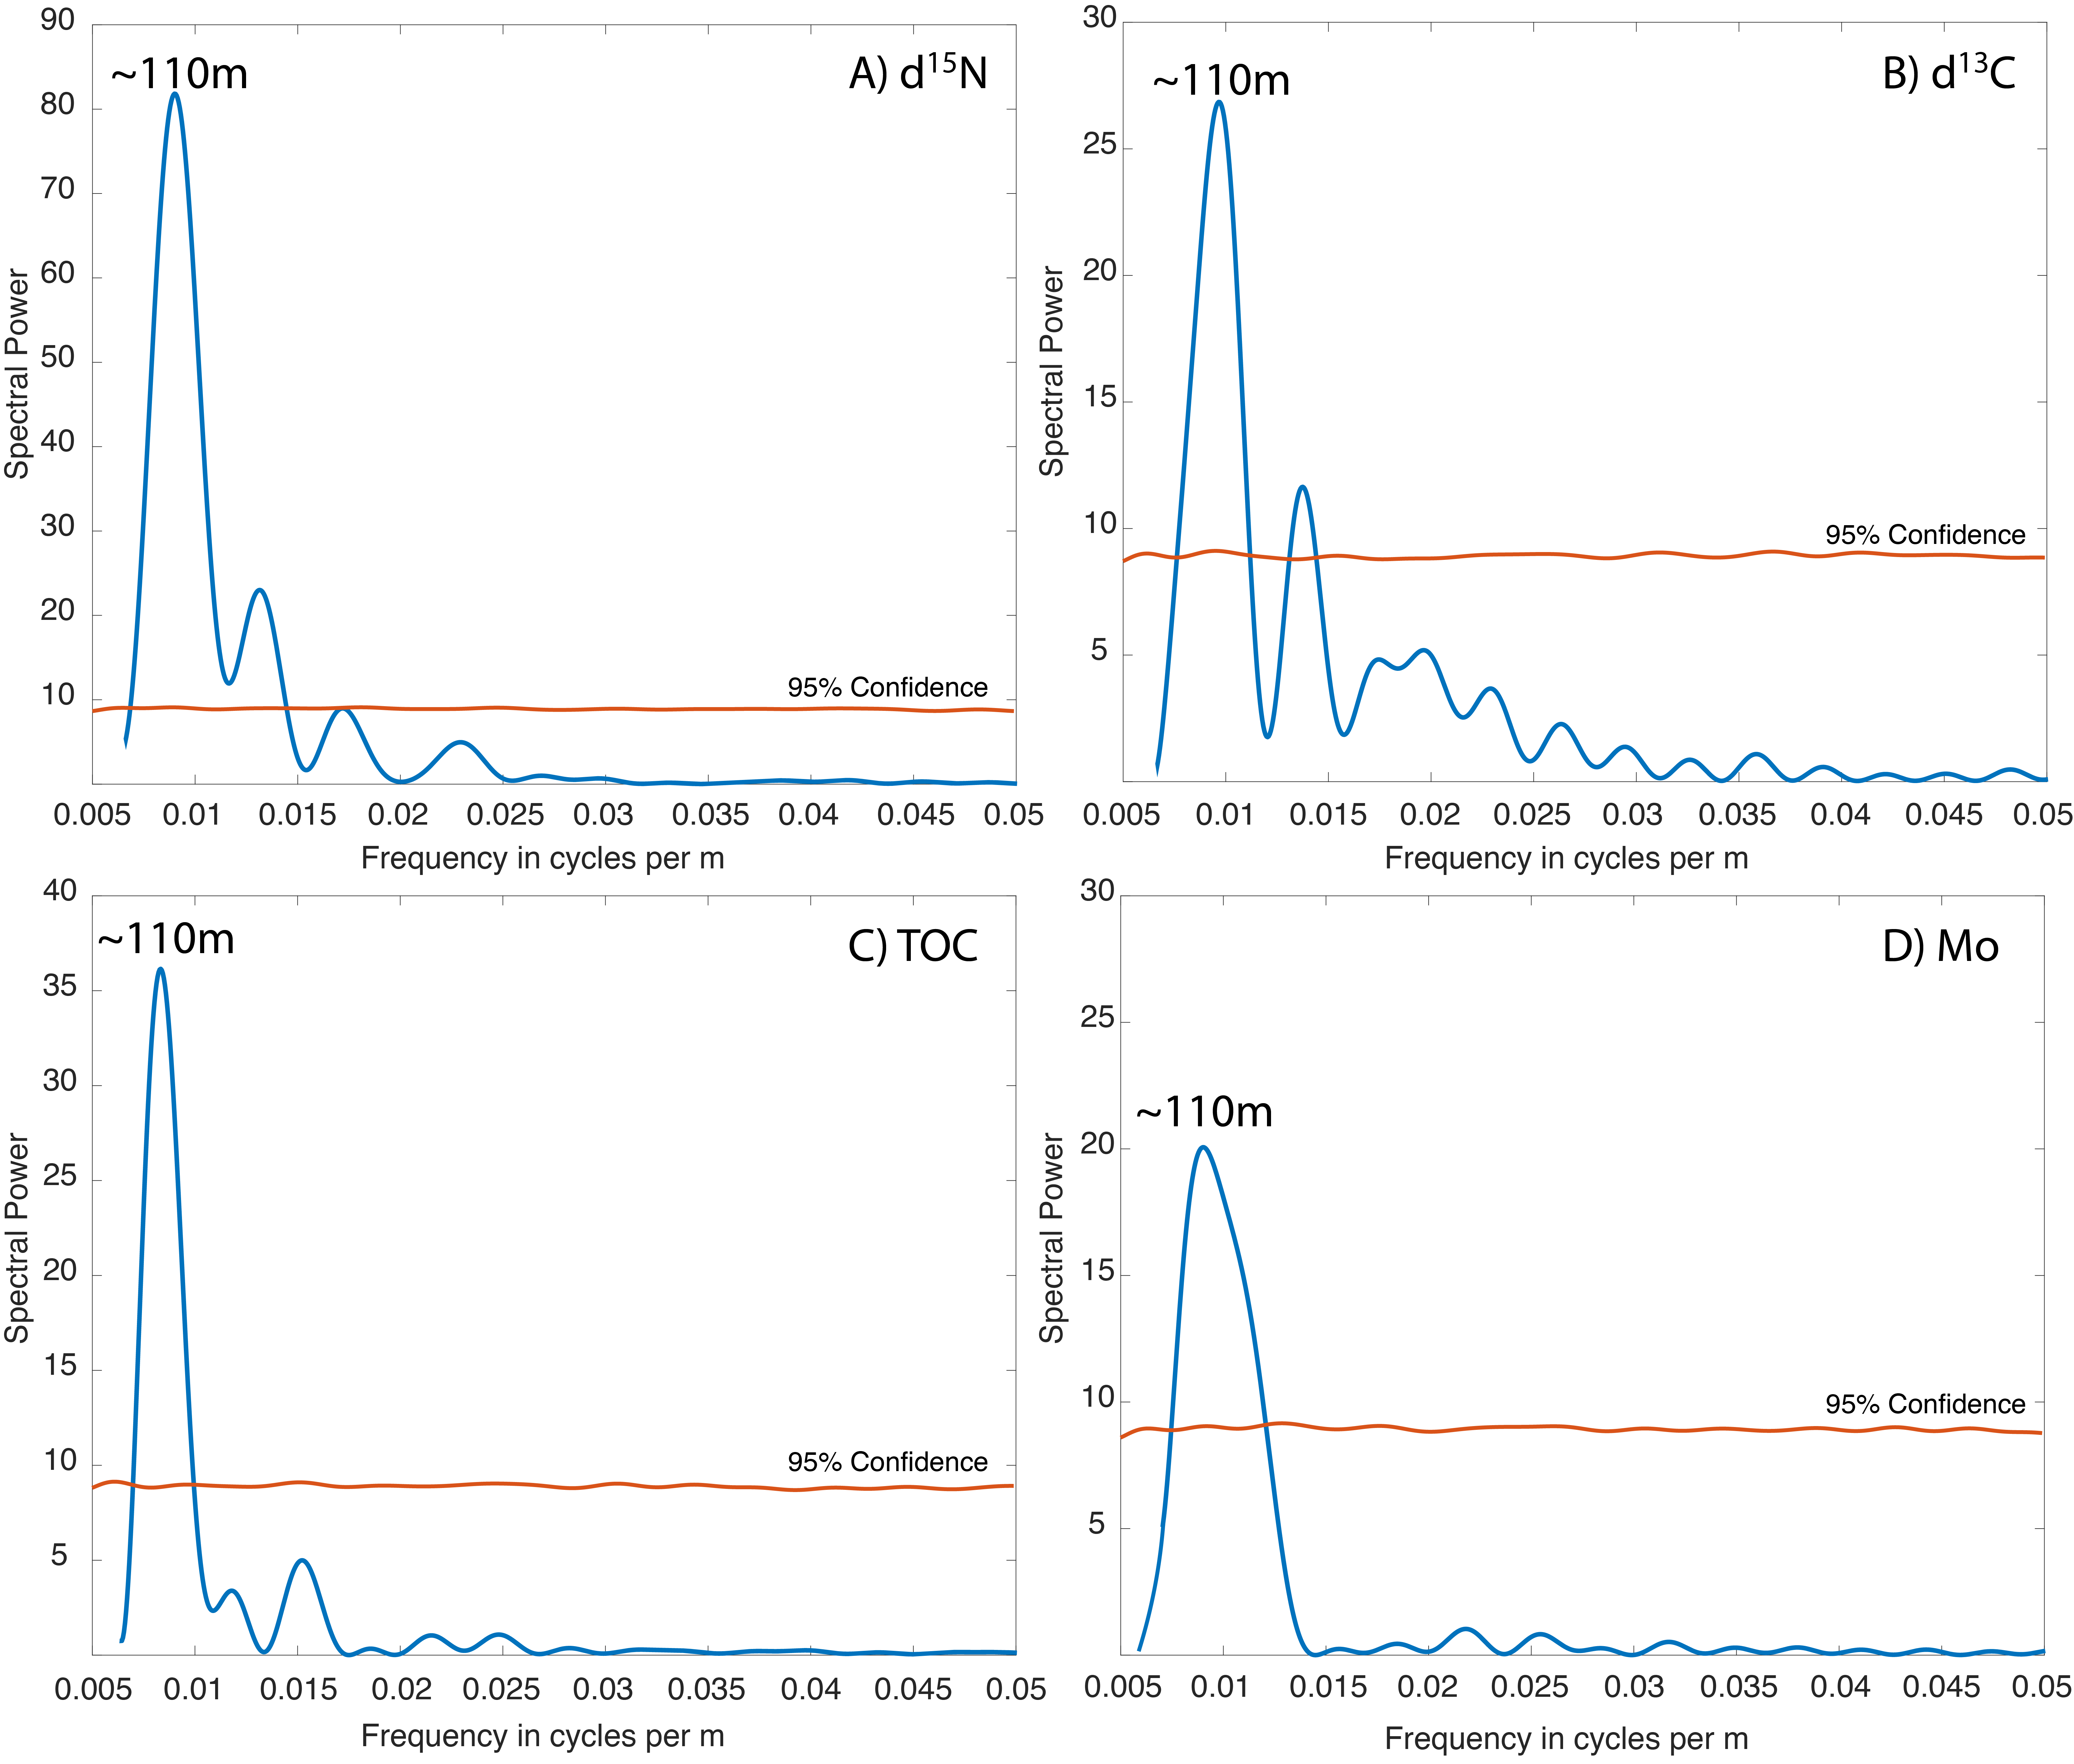 90
80
70
60
50
40
30
20
10
~110m
A) d¹⁵N
95% Confidence
Spectral Power
0.005 0.01 0.015 0.02 0.025 0.03 0.035 0.04 0.045 0.05
Frequency in cycles per m
30
25
20
15
10
5
~110m
B) d¹³C
95% Confidence
Spectral Power
0.005 0.01 0.015 0.02 0.025 0.03 0.035 0.04 0.045 0.05
Frequency in cycles per m
40
35
30
25
20
15
10
5
~110m
C) TOC
95% Confidence
Spectral Power
0.005 0.01 0.015 0.02 0.025 0.03 0.035 0.04 0.045 0.05
Frequency in cycles per m
30
25
20
15
10
5
~110m
D) Mo
95% Confidence
Spectral Power
0.005 0.01 0.015 0.02 0.025 0.03 0.035 0.04 0.045 0.05
Frequency in cycles per m